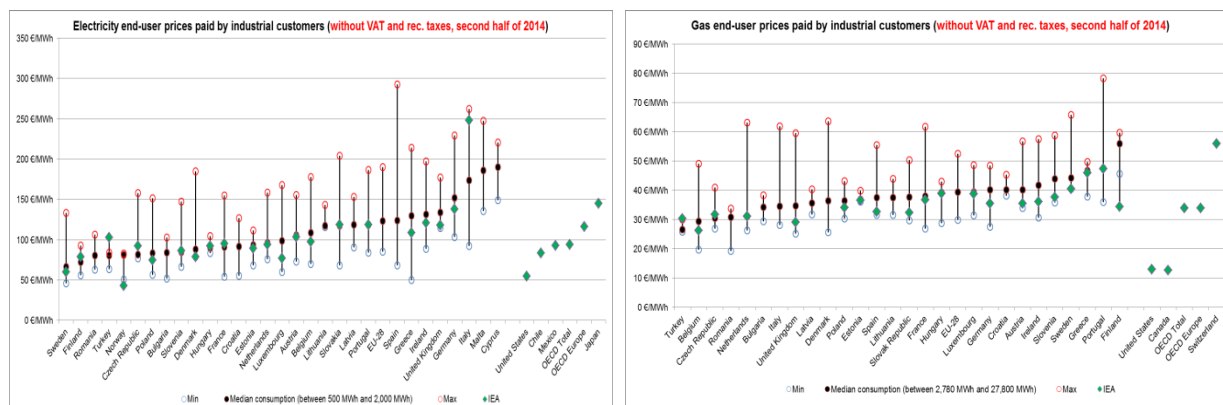 Electricity end-user prices paid by industrial customers (without VAT and rec. taxes, second half of 2014)
350 €/MWh
300 €/MWh
250 €/MWh
200 €/MWh
150 €/MWh
100 €/MWh
50 €/MWh
0 €/MWh
Sweden
Finland
Romania
Turkey
Norway
Czech Republic
Poland
Bulgaria
Slovenia
Denmark
Hungary
France
Croatia
Estonia
Netherlands
Luxembourg
Austria
Belgium
Lithuania
Slovakia
Latvia
Portugal
EU-28
Spain
Greece
Ireland
United Kingdom
Germany
Italy
Malta
Cyprus
United States
Chile
Mexico
OECD Total
OECD Europe
Japan
Min
Median consumption (between 500 MWh and 2,000 MWh)
Max
IEA
Gas end-user prices paid by industrial customers (without VAT and rec. taxes, second half of 2014)
90 €/MWh
80 €/MWh
70 €/MWh
60 €/MWh
50 €/MWh
40 €/MWh
30 €/MWh
20 €/MWh
10 €/MWh
0 €/MWh
Turkey
Belgium
Czech Republic
Romania
Netherlands
Bulgaria
Italy
United Kingdom
Latvia
Denmark
Poland
Estonia
Spain
Lithuania
Slovak Republic
France
Hungary
EU-28
Luxembourg
Germany
Croatia
Austria
Ireland
Slovenia
Sweden
Greece
Portugal
Finland
United States
Canada
OECD Total
OECD Europe
Switzerland
Min
Median consumption (between 2,780 MWh and 27,800 MWh)
Max
IEA